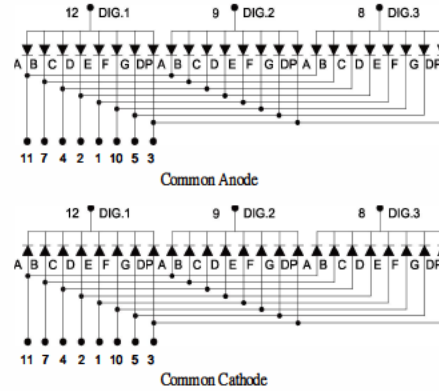 12 DIG.1 9 DIG.2 8 DIG.3
A B C D E F G DP A B C D E F G DP A B C D E F G DP
11 7 4 2 1 10 5 3
Common Anode
12 DIG.1 9 DIG.2 8 DIG.3
A B C D E F G DP A B C D E F G DP A B C D E F G DP
11 7 4 2 1 10 5 3
Common Cathode